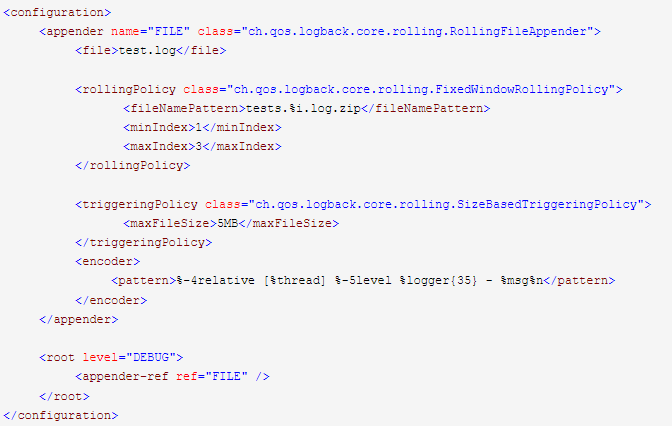 <configuration>
    <appender name="FILE" class="ch.qos.logback.core.rolling.RollingFileAppender">
        <file>test.log</file>

        <rollingPolicy class="ch.qos.logback.core.rolling.FixedWindowRollingPolicy">
              <fileNamePattern>tests.%i.log.zip</fileNamePattern>
              <minIndex>1</minIndex>
              <maxIndex>3</maxIndex>
        </rollingPolicy>

        <triggeringPolicy class="ch.qos.logback.core.rolling.SizeBasedTriggeringPolicy">
              <maxFileSize>5MB</maxFileSize>
        </triggeringPolicy>
        <encoder>
            <pattern>%-4relative [%thread] %-5level %logger{35} - %msg%n</pattern>
        </encoder>
    </appender>

    <root level="DEBUG">
        <appender-ref ref="FILE" />
    </root>
</configuration>